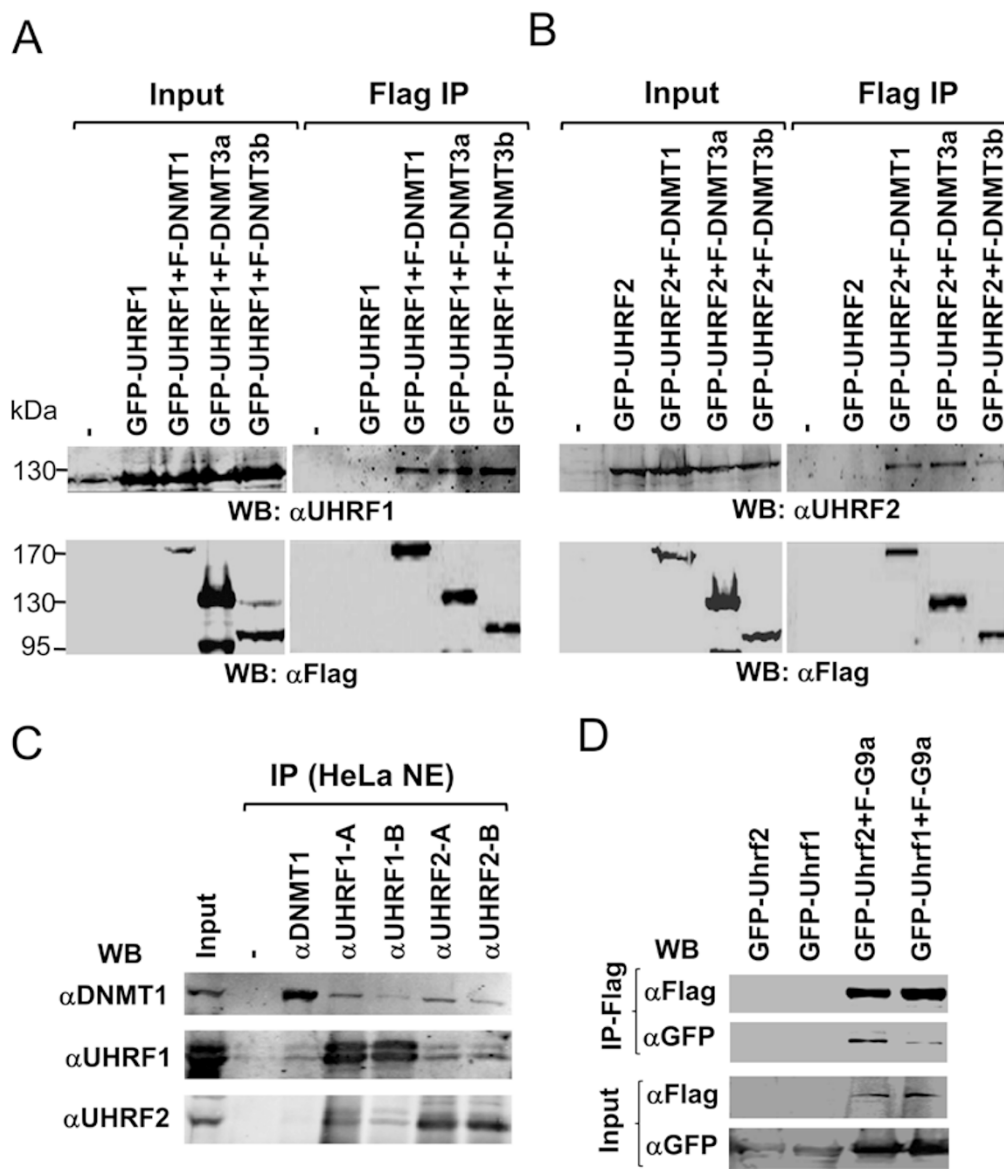 A
Input
Flag IP
-
GFP-UHRF1
GFP-UHRF1+F-DNMT1
GFP-UHRF1+F-DNMT3a
GFP-UHRF1+F-DNMT3b
-
GFP-UHRF1
GFP-UHRF1+F-DNMT1
GFP-UHRF1+F-DNMT3a
GFP-UHRF1+F-DNMT3b
kDa
130
WB: αUHRF1
170
130
95
WB: αFlag
B
Input
Flag IP
-
GFP-UHRF2
GFP-UHRF2+F-DNMT1
GFP-UHRF2+F-DNMT3a
GFP-UHRF2+F-DNMT3b
-
GFP-UHRF2
GFP-UHRF2+F-DNMT1
GFP-UHRF2+F-DNMT3a
GFP-UHRF2+F-DNMT3b
WB: αUHRF2
WB: αFlag
C
IP (HeLa NE)
Input
-
αDNMT1
αUHRF1-A
αUHRF1-B
αUHRF2-A
αUHRF2-B
WB
αDNMT1
αUHRF1
αUHRF2
D
GFP-Uhrf2
GFP-Uhrf1
GFP-Uhrf2+F-G9a
GFP-Uhrf1+F-G9a
WB
IP-Flag
αFlag
αGFP
Input
αFlag
αGFP